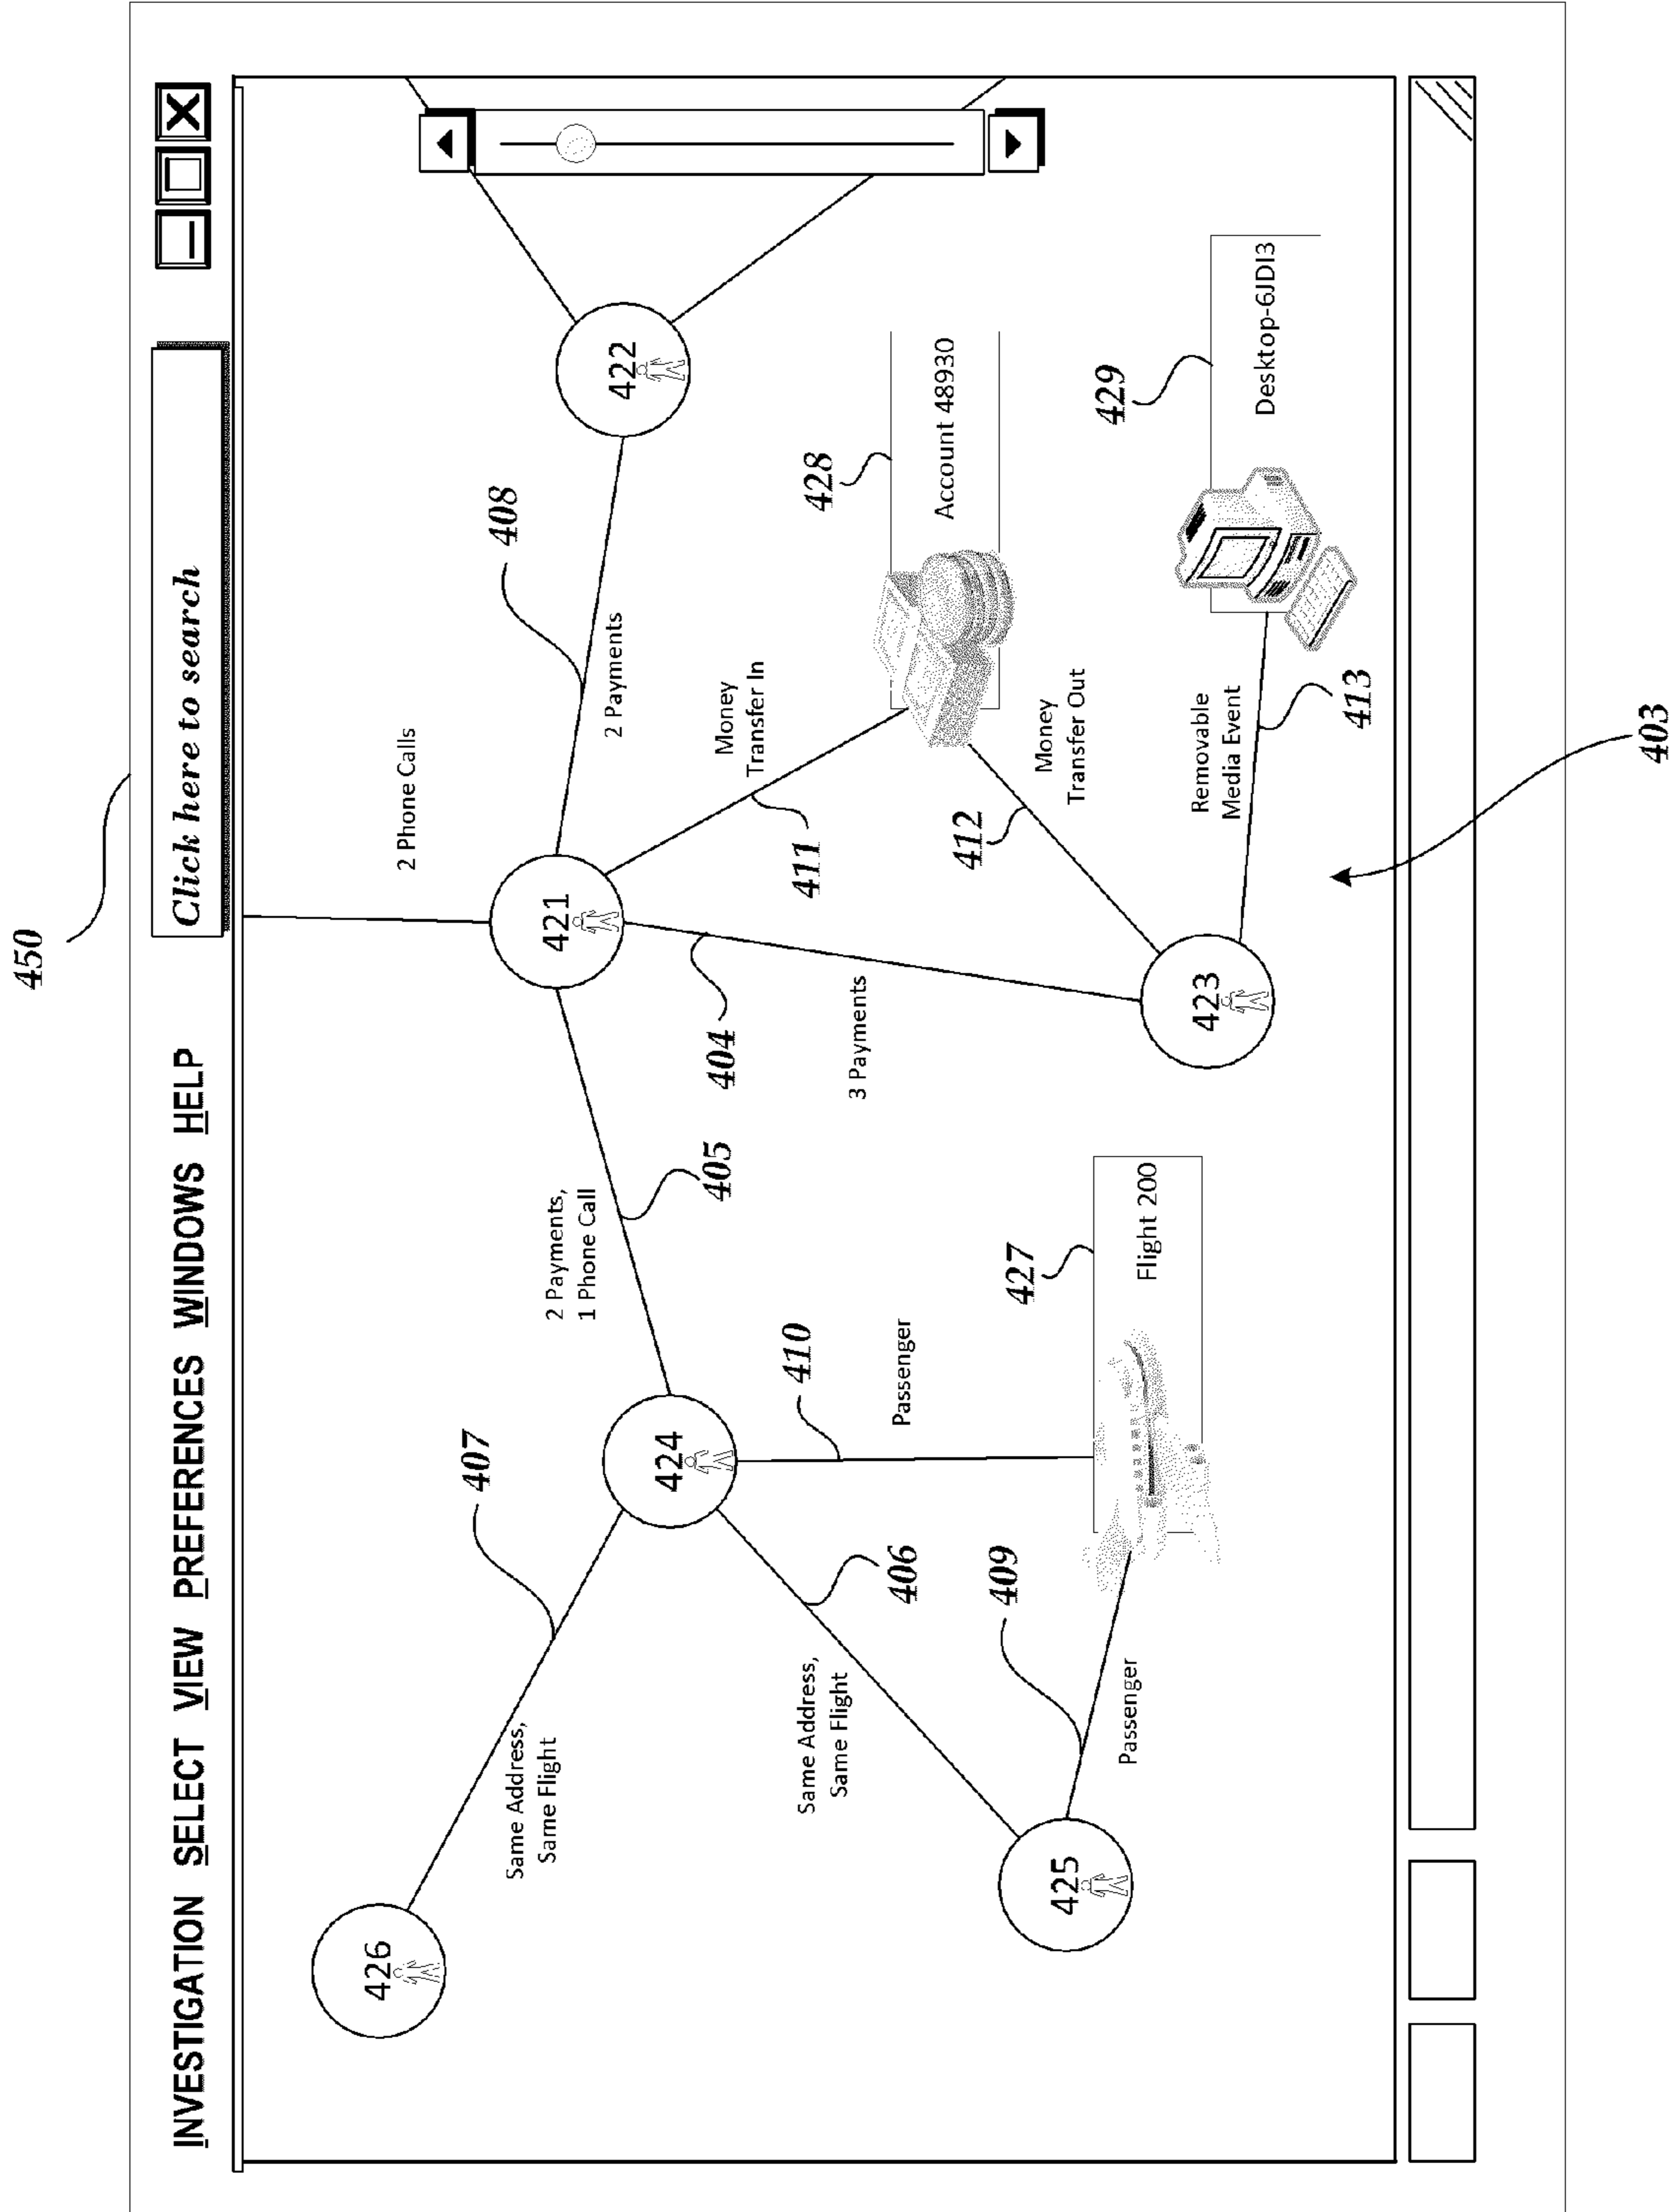 450
INVESTIGATION SELECT VIEW PREFERENCES WINDOWS HELP
Click here to search
2 Phone Calls
426
407
Same Address,
Same Flight
421
408
422
2 Payments,
1 Phone Call
2 Payments
424
405
404
Money
Transfer In
410
411
428
Same Address,
Same Flight
3 Payments
406
Passenger
Account 48930
412
409
427
Money
Transfer Out
425
Flight 200
429
Passenger
423
Removable
Media Event
Desktop-6JDI3
413
403